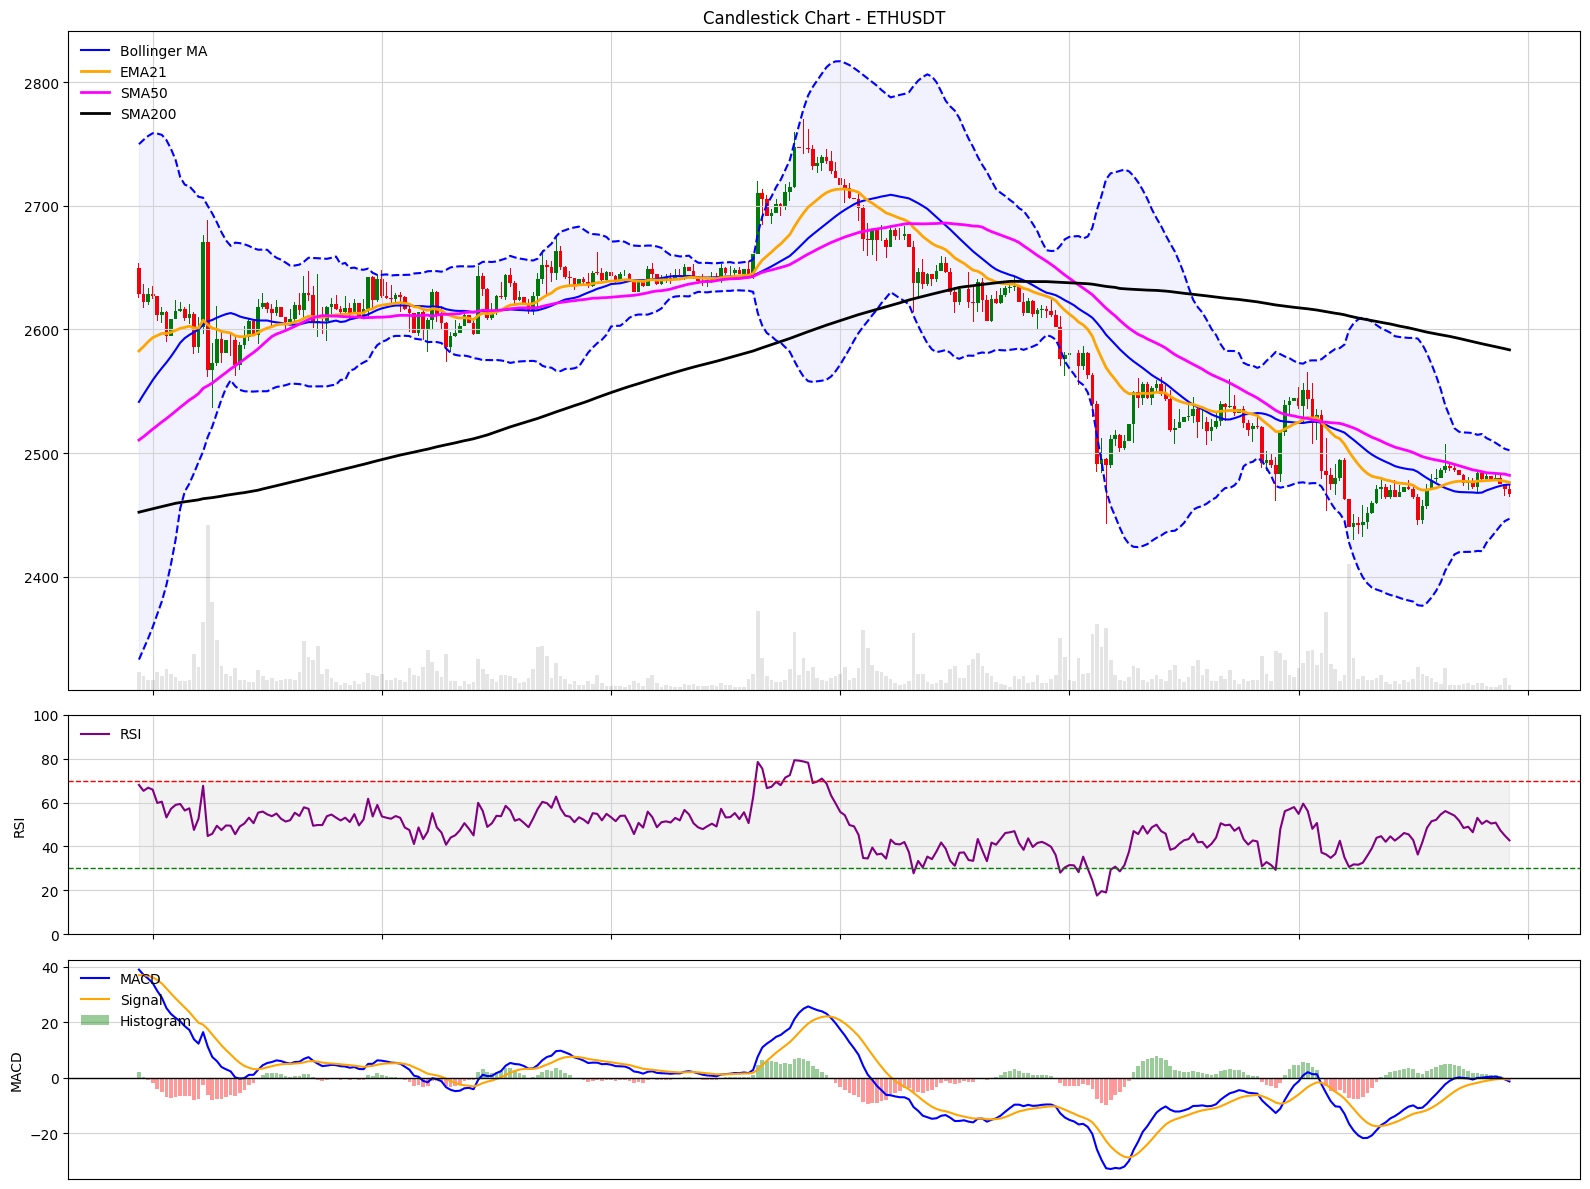 Candlestick Chart - ETHUSDT
Bollinger MA
EMA21
SMA50
SMA200
2800
2700
2600
2500
2400
RSI
100
80
60
40
20
0
RSI
MACD
Signal
Histogram
40
20
0
−20
MACD